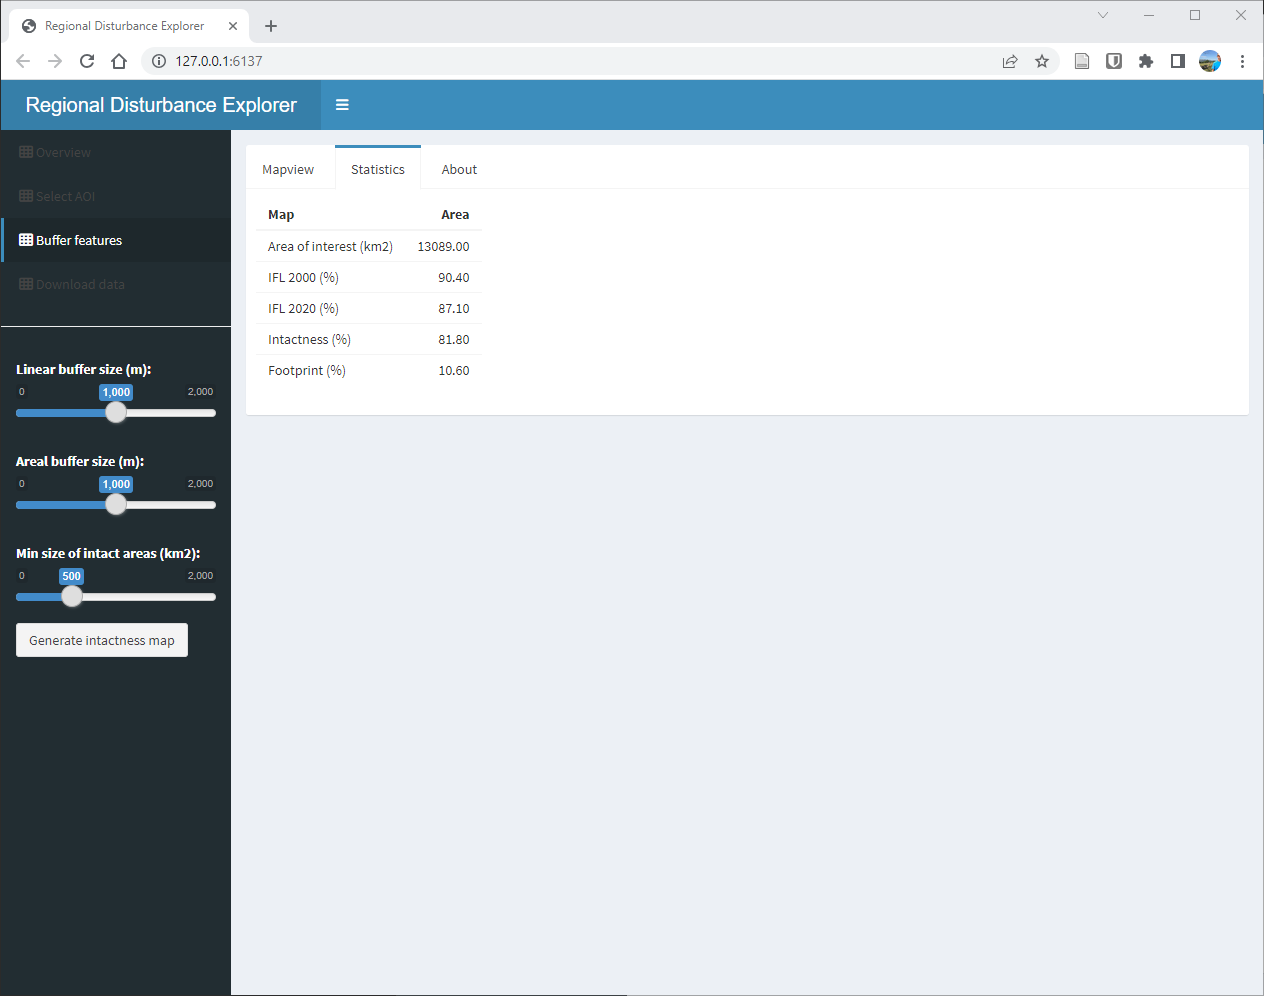 Regional Disturbance Explorer
127.0.0.1:6137
Regional Disturbance Explorer
Overview
Select AOI
Buffer features
Download data
Linear buffer size (m):
0 1,000 2,000
Areal buffer size (m):
0 1,000 2,000
Min size of intact areas (km2):
0 500 2,000
Generate intactness map
Mapview Statistics About
Map Area
Area of interest (km2) 13089.00
IFL 2000 (%) 90.40
IFL 2020 (%) 87.10
Intactness (%) 81.80
Footprint (%) 10.60